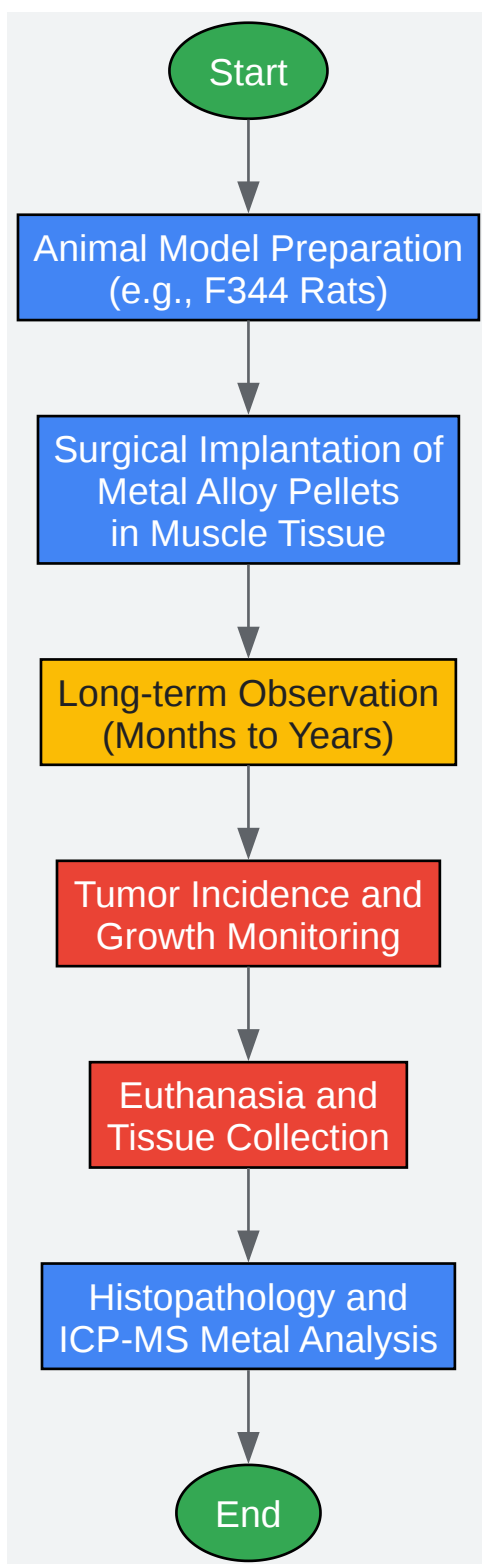 Start
Animal Model Preparation
(e.g., F344 Rats)
Surgical Implantation of
Metal Alloy Pellets
in Muscle Tissue
Long-term Observation
(Months to Years)
Tumor Incidence and
Growth Monitoring
Euthanasia and
Tissue Collection
Histopathology and
ICP-MS Metal Analysis
End